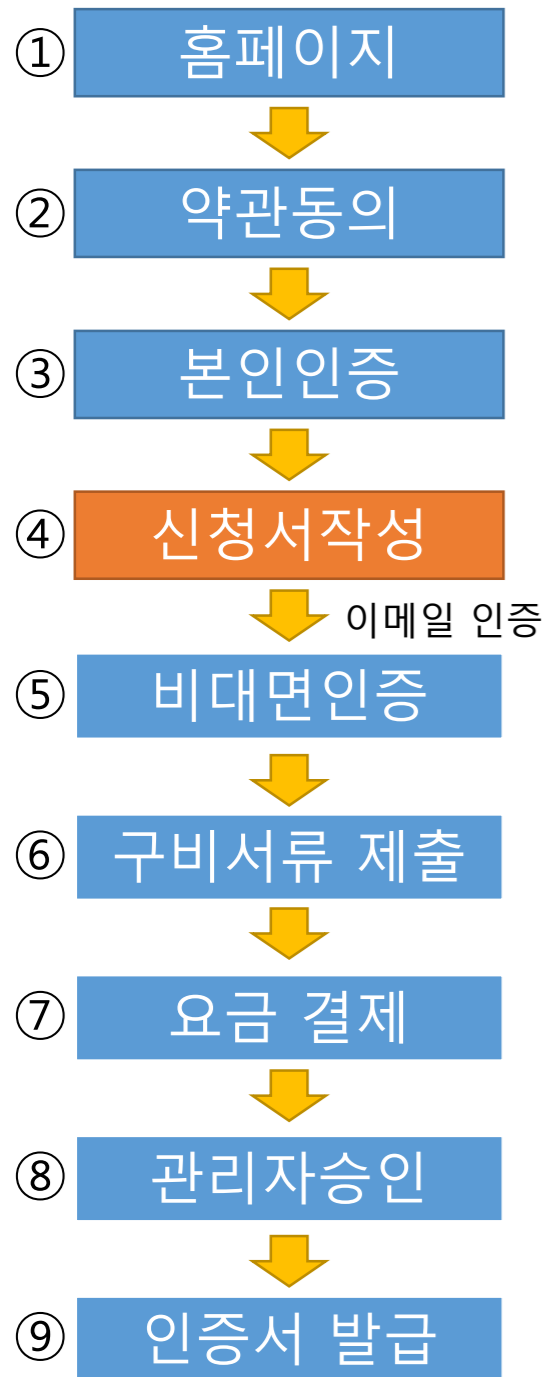 ① 홈페이지
② 약관동의
③ 본인인증
④ 신청서작성
이메일 인증
⑤ 비대면인증
⑥ 구비서류 제출
⑦ 요금 결제
⑧ 관리자승인
⑨ 인증서 발급